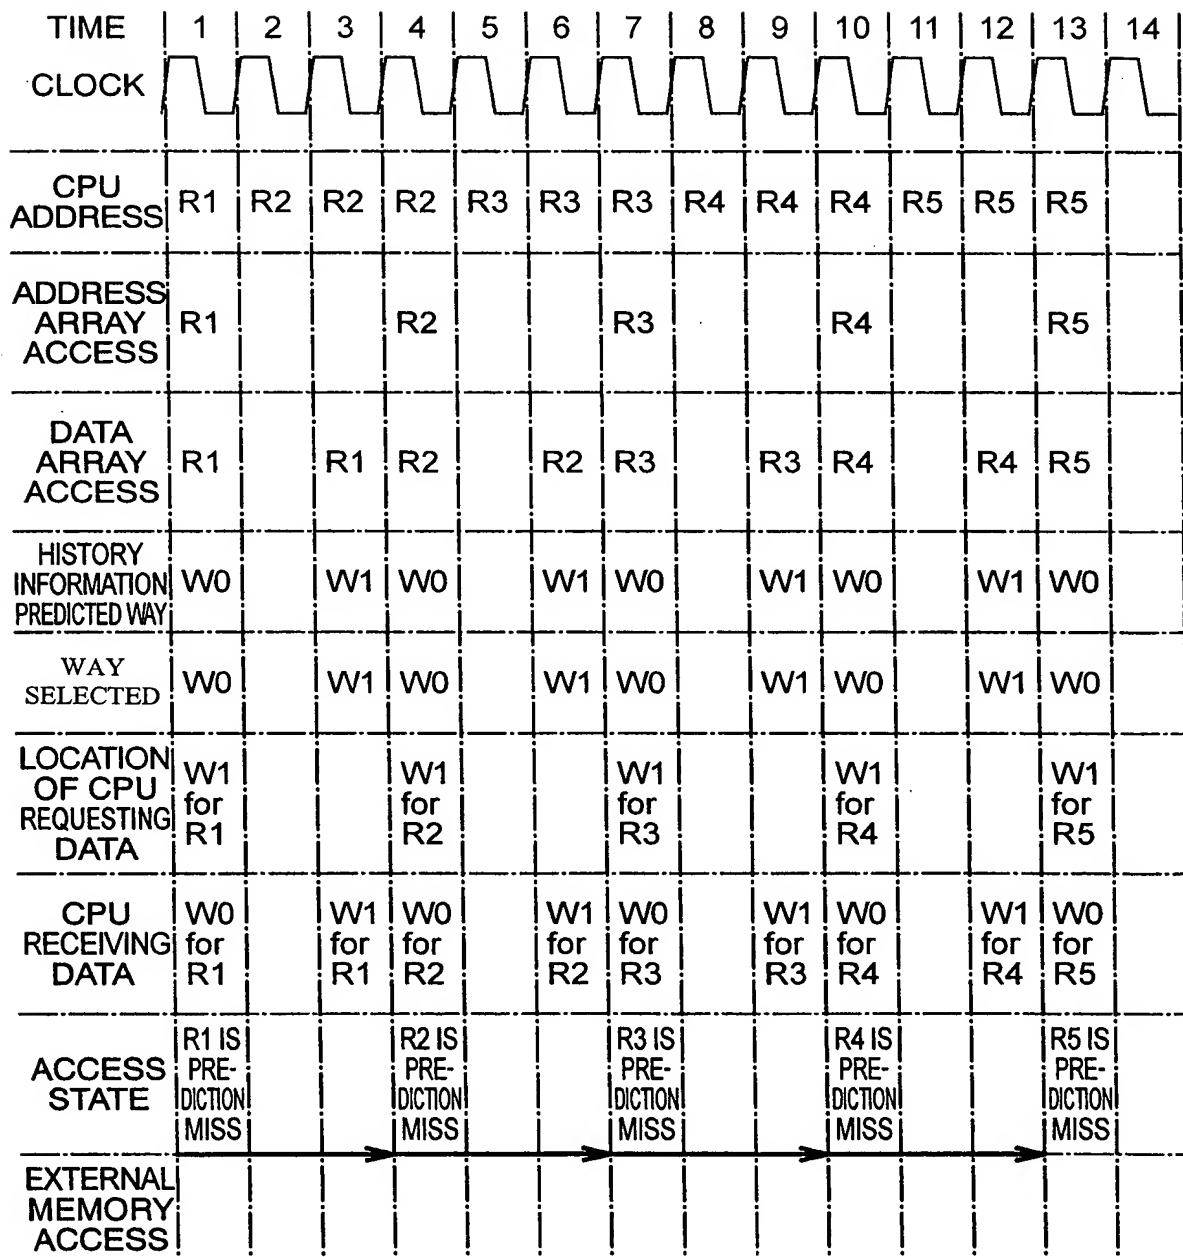 TIME 1 2 3 4 5 6 7 8 9 10 11 12 13 14
CLOCK
CPU
ADDRESS
R1 R2 R2 R2 R3 R3 R3 R4 R4 R4 R5 R5 R5
ADDRESS
ARRAY
ACCESS
R1 R2 R3 R4 R5
DATA
ARRAY
ACCESS
R1 R1 R2 R2 R3 R3 R4 R4 R5
HISTORY
INFORMATION
PREDICTED WAY
W0 W1 W0 W1 W0 W1 W0 W1 W0
WAY
SELECTED
W0 W1 W0 W1 W0 W1 W0 W1 W0
LOCATION
OF CPU
REQUESTING
DATA
W1 W1 W1 W1 W1
for for for for for
R1 R2 R3 R4 R5
CPU
RECEIVING
DATA
W0 W1 W0 W1 W0 W1 W0 W1 W0
for for for for for for for for for
R1 R1 R2 R2 R3 R3 R4 R4 R5
ACCESS
STATE
R1 IS R2 IS R3 IS R4 IS R5 IS
PRE- PRE- PRE- PRE- PRE-
DICTION DICTION DICTION DICTION DICTION
MISS MISS MISS MISS MISS
EXTERNAL
MEMORY
ACCESS